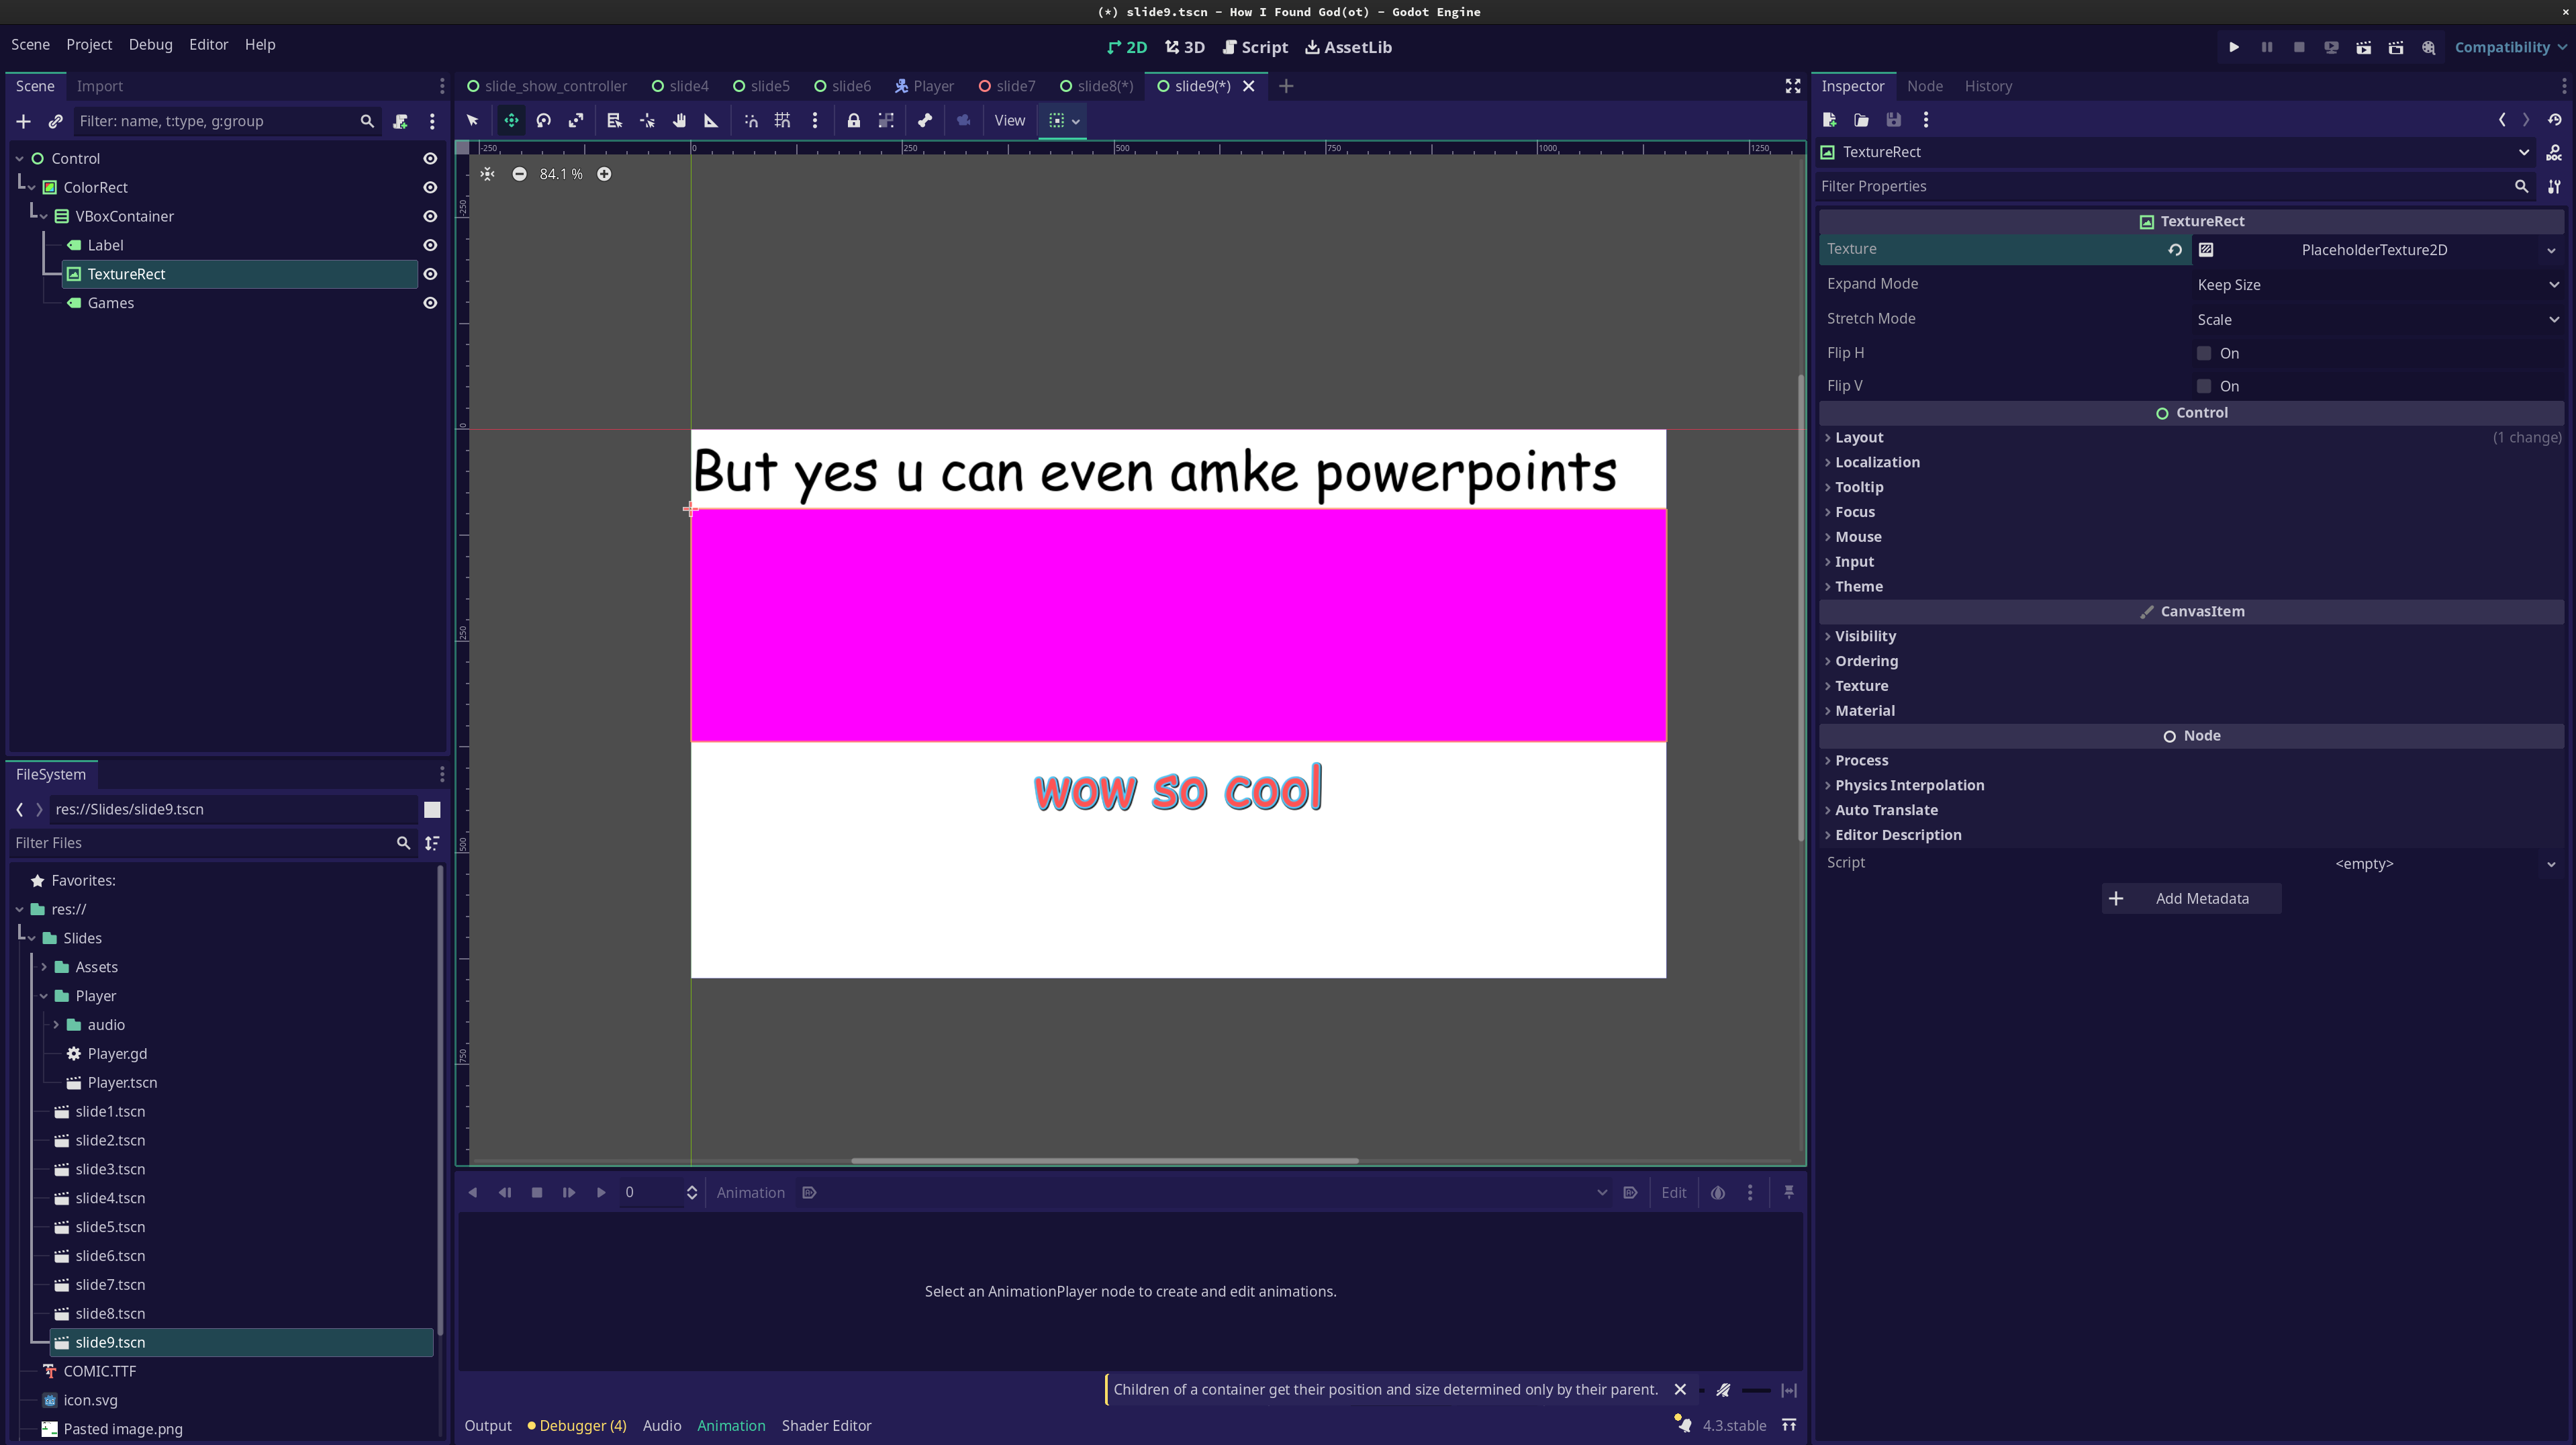 (*) slide9.tscn - How I Found God(ot) - Godot Engine
Scene Project Debug Editor Help
2D 3D Script AssetLib
Compatibility
Scene Import
slide_show_controller slide4 slide5 slide6 Player slide7 slide8(*) slide9(*)
Inspector Node History
Filter: name, t:type, g:group
View
-250 0 250 500 750 1000 1250
84.1 %
Control
ColorRect
VBoxContainer
Label
TextureRect
Games
-250
0
250
500
750
But yes u can even amke powerpoints
wow so cool
TextureRect
DOC
Filter Properties
TextureRect
Texture PlaceholderTexture2D
Expand Mode Keep Size
Stretch Mode Scale
Flip H On
Flip V On
Control
Layout (1 change)
Localization
Tooltip
Focus
Mouse
Input
Theme
CanvasItem
Visibility
Ordering
Texture
Material
Node
Process
Physics Interpolation
Auto Translate
Editor Description
Script <empty>
Add Metadata
FileSystem
res://Slides/slide9.tscn
Filter Files
Favorites:
res://
Slides
Assets
Player
audio
Player.gd
Player.tscn
slide1.tscn
slide2.tscn
slide3.tscn
slide4.tscn
slide5.tscn
slide6.tscn
slide7.tscn
slide8.tscn
slide9.tscn
COMIC.TTF
icon.svg
Pasted image.png
0 Animation Edit
Select an AnimationPlayer node to create and edit animations.
Children of a container get their position and size determined only by their parent.
Output Debugger (4) Audio Animation Shader Editor
4.3.stable